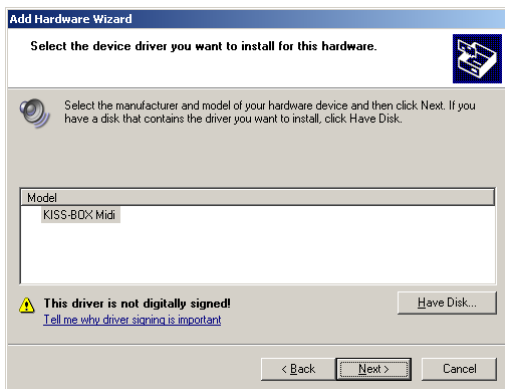 Add Hardware Wizard
Select the device driver you want to install for this hardware.
Select the manufacturer and model of your hardware device and then click Next. If you
have a disk that contains the driver you want to install, click Have Disk.
Model
KISS-BOX Midi
This driver is not digitally signed!
Tell me why driver signing is important
Have Disk...
< Back
Next >
Cancel